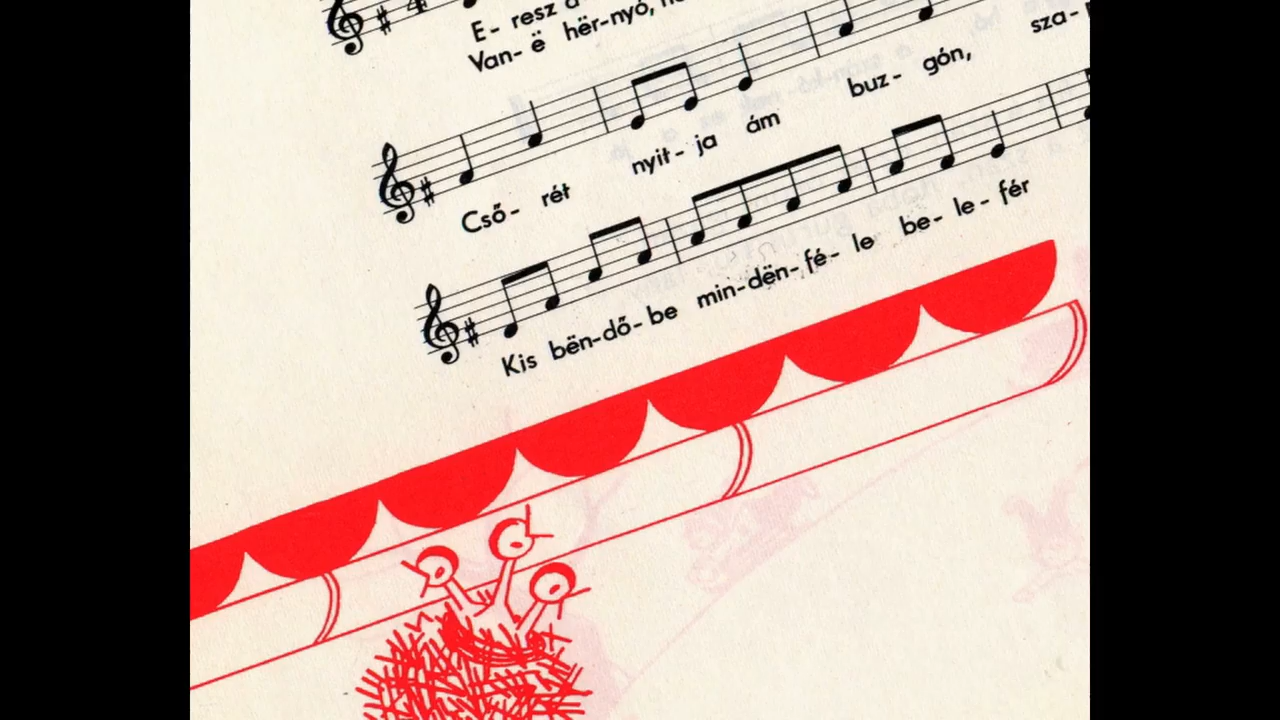 E- resz a
Van- ë hër-nyó,
Cső- rét nyit- ja ám buz- gón, sza-
Kis bën-dő- be min-dën- fé- le be- le- fér